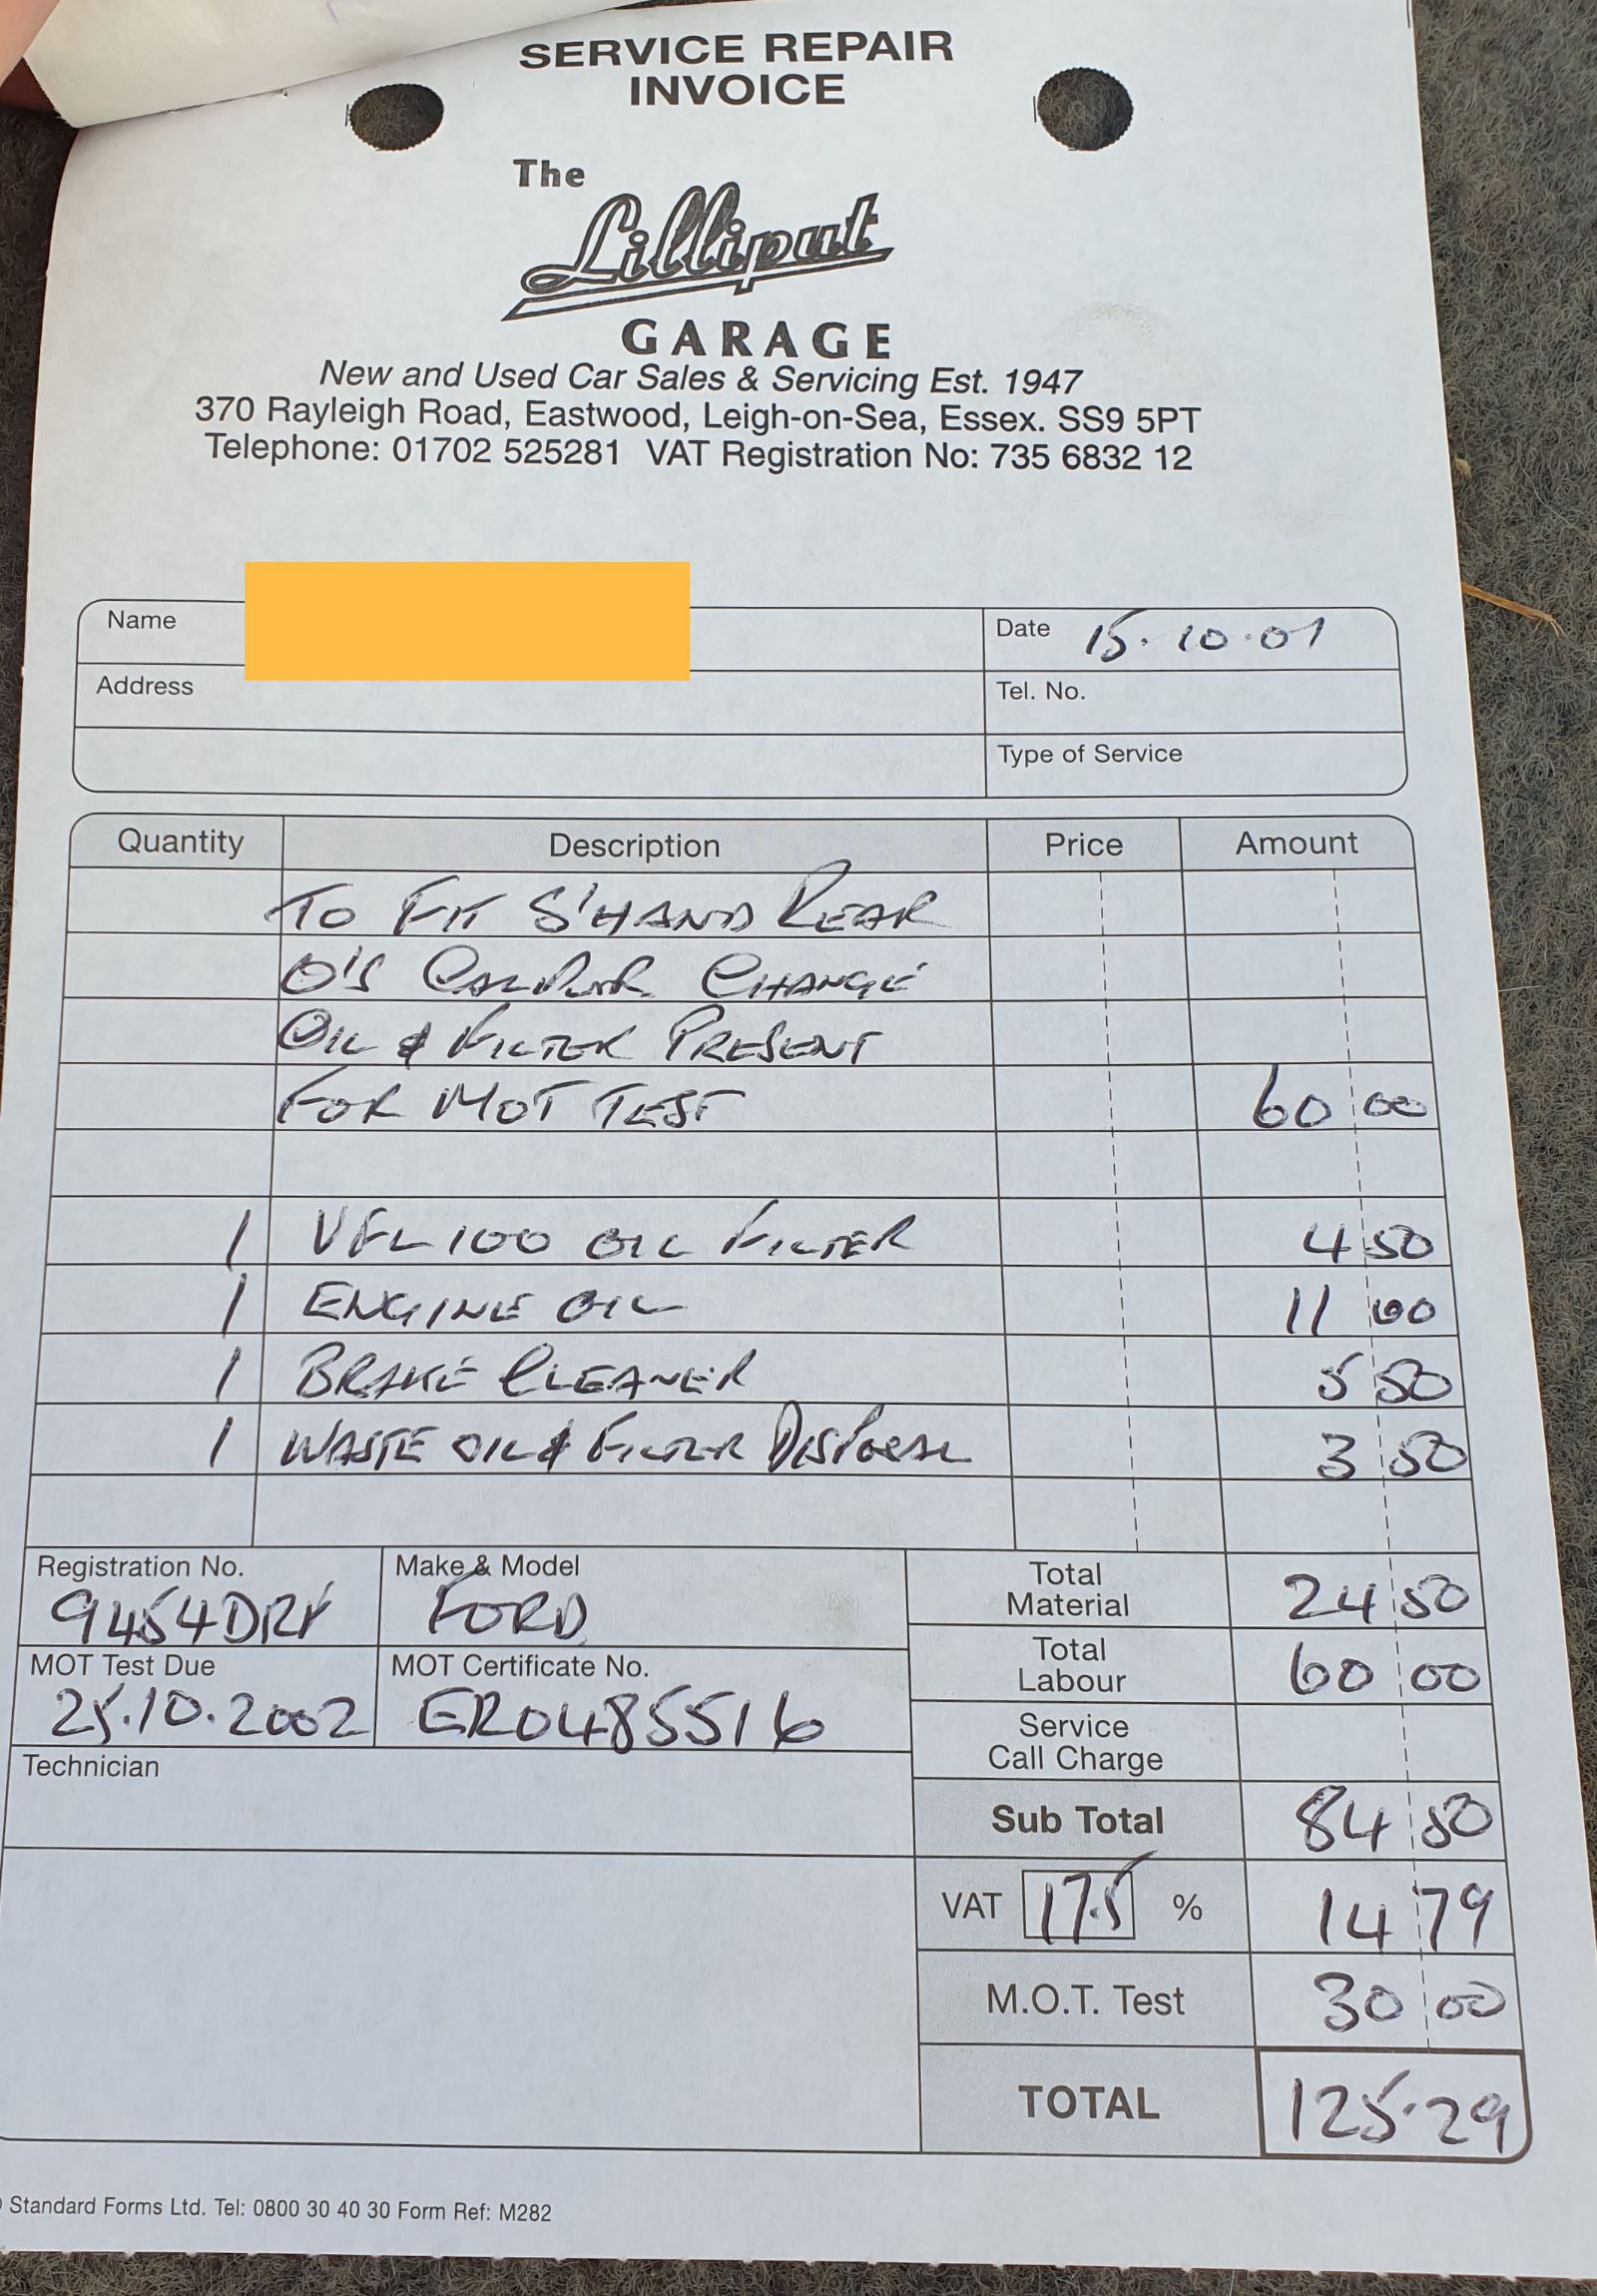 SERVICE REPAIR
INVOICE
The
Lilliput
GARAGE
New and Used Car Sales & Servicing Est. 1947
370 Rayleigh Road, Eastwood, Leigh-on-Sea, Essex. SS9 5PT
Telephone: 01702 525281 VAT Registration No: 735 6832 12
Name
Date 15.10.01
Address
Tel. No.
Type of Service
Quantity Description Price Amount
TO FIT S'HAND REAR
O'S CHANGE
OIL & FILTER PRESENT
FOR MOT TEST 60 00
1 VFL100 OIL FILTER 4 50
1 ENGINE OIL 11 00
1 BRAKE CLEANER 5 50
1 WASTE OIL & FILTER DISPOSAL 3 50
Registration No. Make & Model
9454DRX FORD
MOT Test Due MOT Certificate No.
25.10.2002 ER0485516
Technician
Total Material 24 50
Total Labour 60 00
Service Call Charge
Sub Total 84 50
VAT 17.5 % 14 79
M.O.T. Test 30 00
TOTAL 125.29
Standard Forms Ltd. Tel: 0800 30 40 30 Form Ref: M282